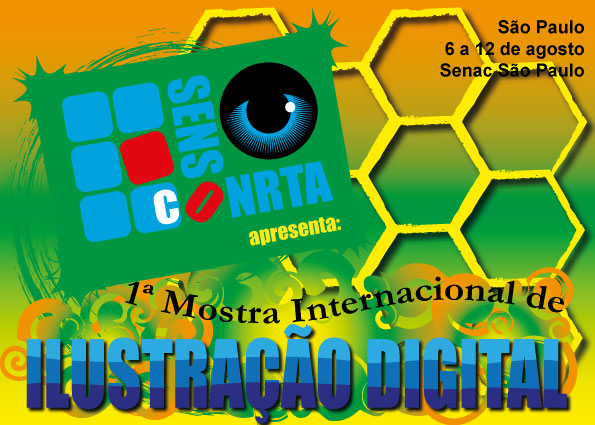 São Paulo
6 a 12 de agosto
Senac São Paulo
SENS
CONRTA
apresenta:
1ª Mostra Internacional de
ILUSTRAÇÃO DIGITAL